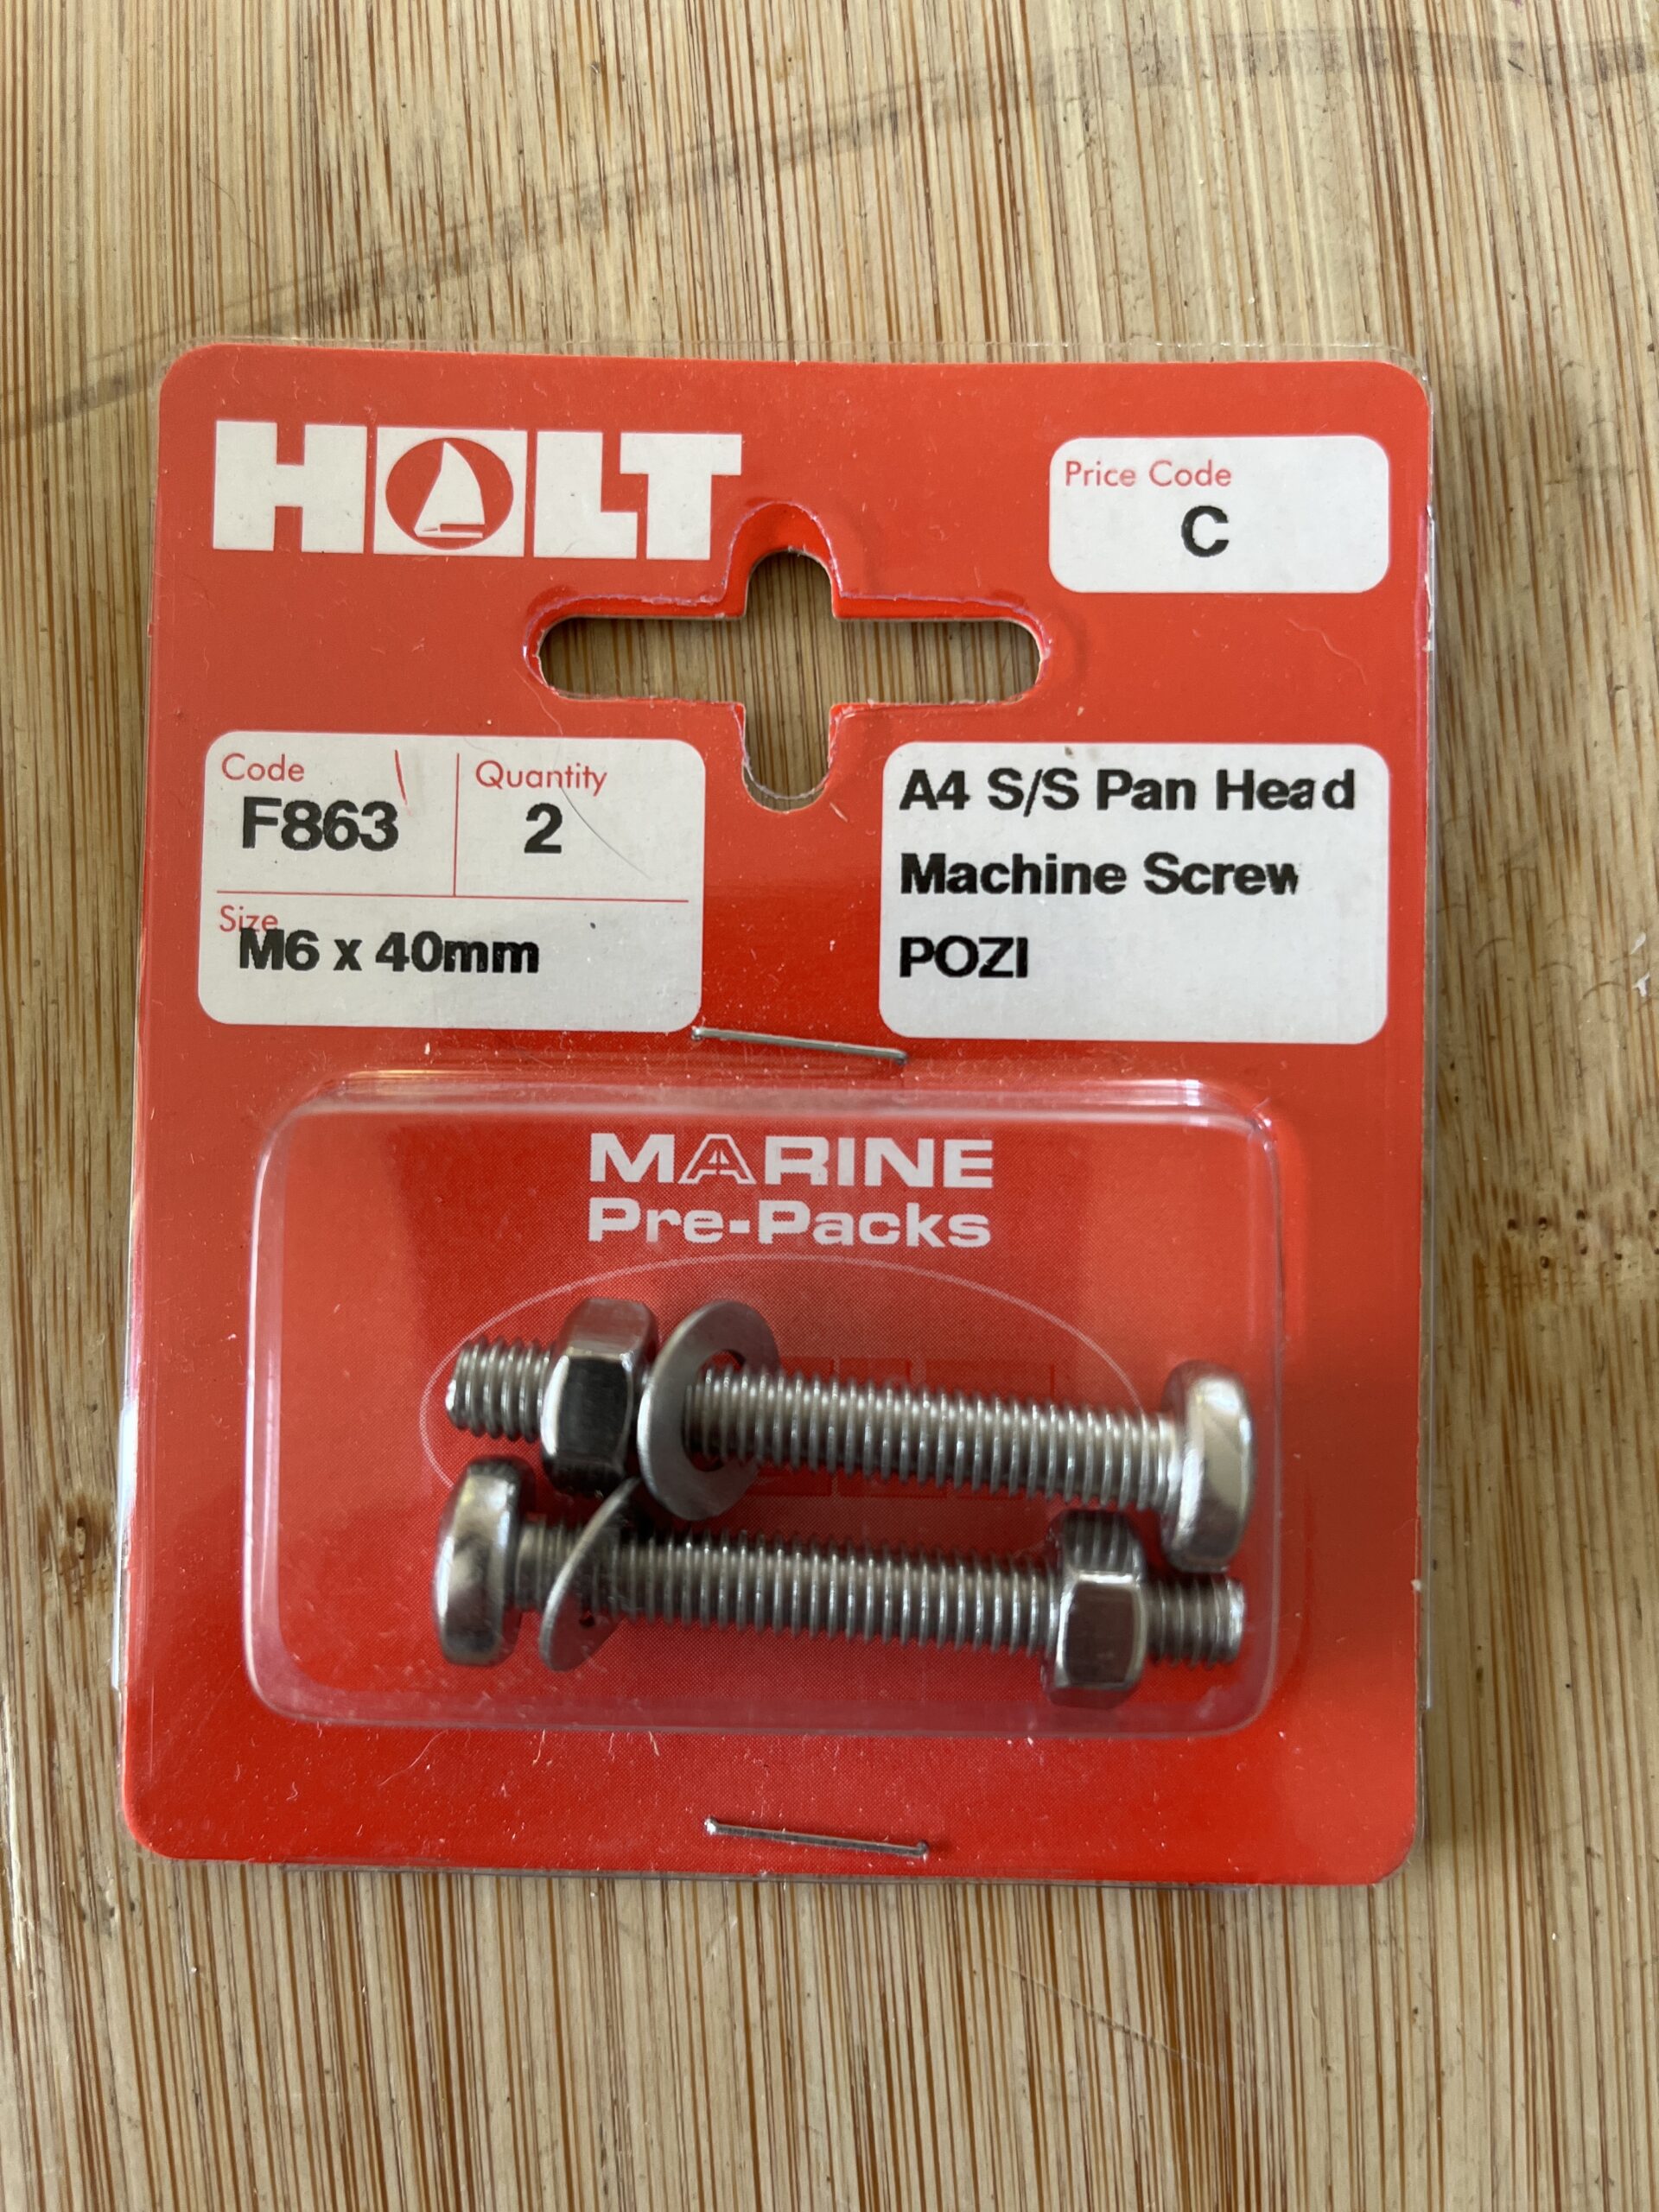 HOLT
Price Code
C
Code
F863
Quantity
2
Size
M6 x 40mm
A4 S/S Pan Head
Machine Screw
POZI
MARINE
Pre-Packs